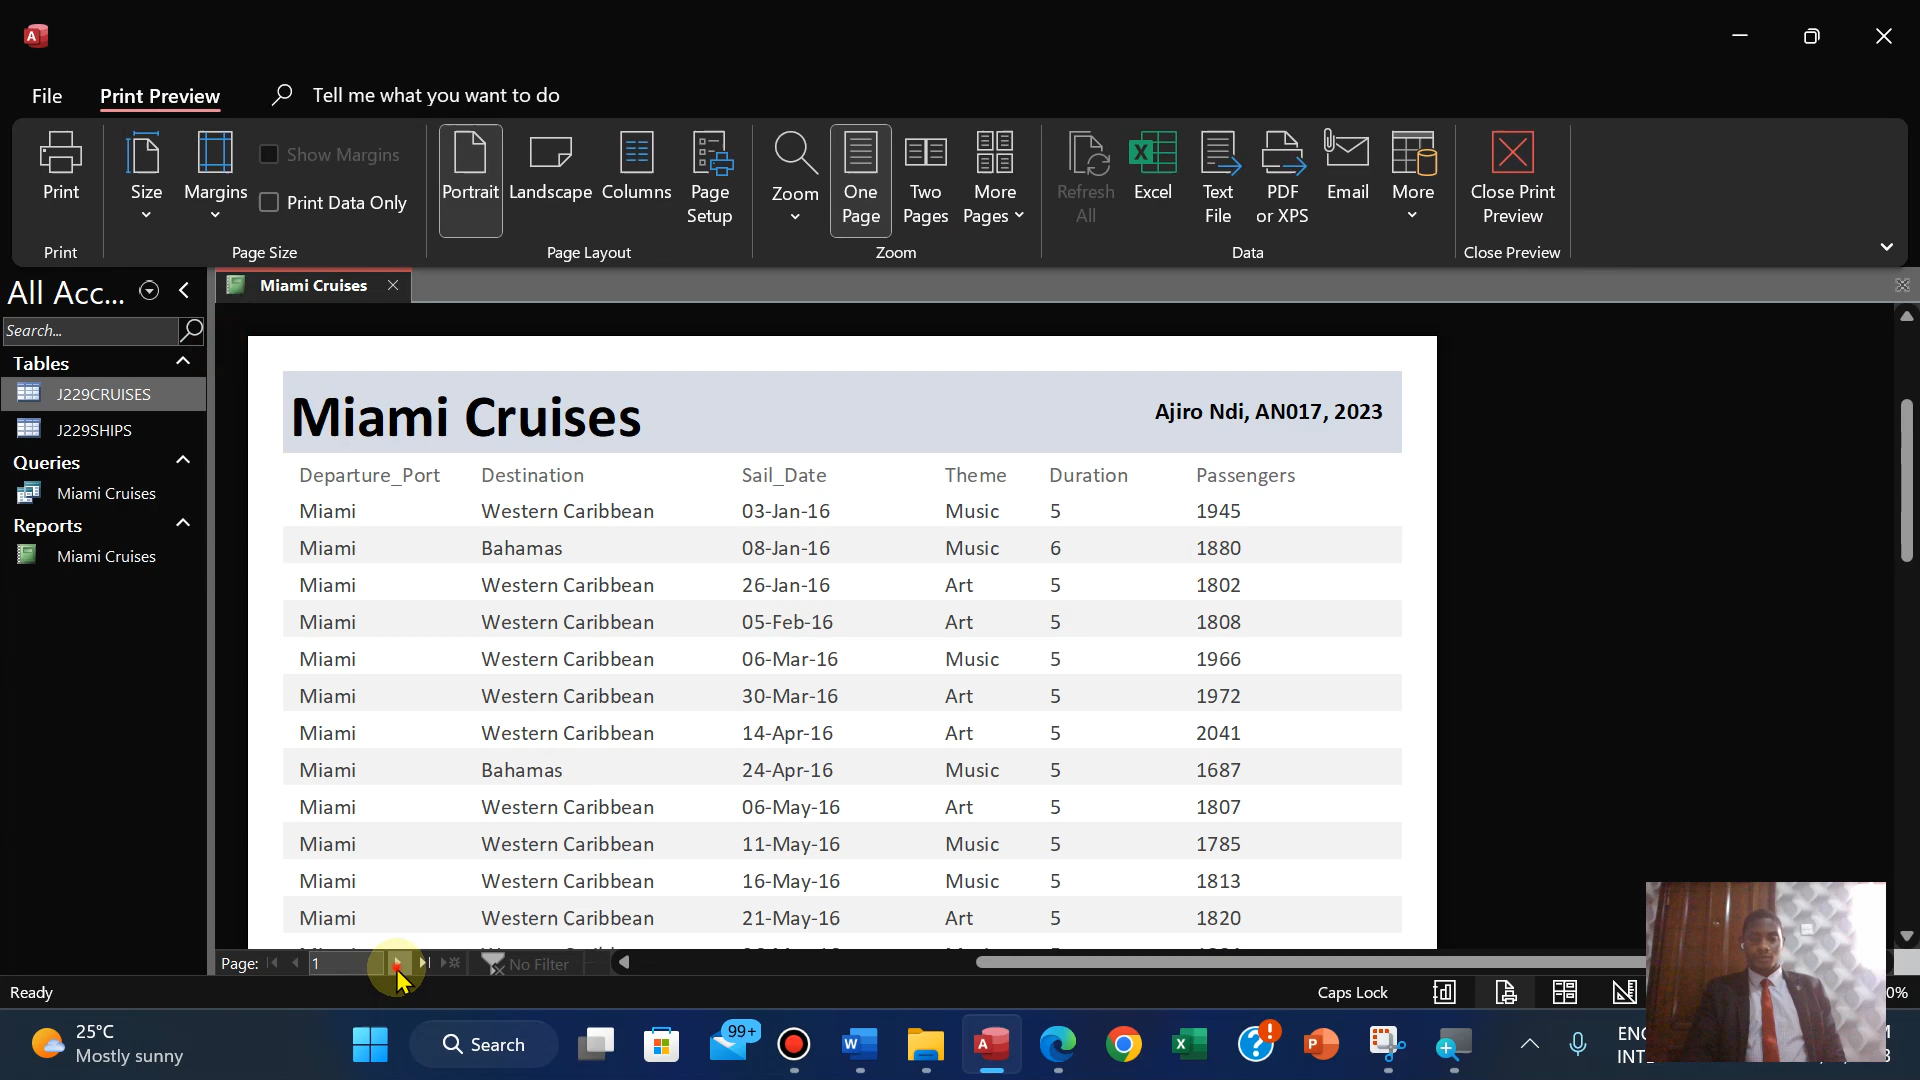 File Print Preview Tell me what you want to do
Print
Size
Margins
Show Margins
Print Data Only
Portrait
Landscape
Columns
Page Setup
Zoom
One Page
Two Pages
More Pages
Refresh All
Excel
Text File
PDF or XPS
Email
More
Close Print Preview
Print Page Size Page Layout Zoom Data Close Preview
All Acc...
Search...
Tables
J229CRUISES
J229SHIPS
Queries
Miami Cruises
Reports
Miami Cruises
Miami Cruises
Miami Cruises Ajiro Ndi, AN017, 2023
Departure_Port Destination Sail_Date Theme Duration Passengers
Miami Western Caribbean 03-Jan-16 Music 5 1945
Miami Bahamas 08-Jan-16 Music 6 1880
Miami Western Caribbean 26-Jan-16 Art 5 1802
Miami Western Caribbean 05-Feb-16 Art 5 1808
Miami Western Caribbean 06-Mar-16 Music 5 1966
Miami Western Caribbean 30-Mar-16 Art 5 1972
Miami Western Caribbean 14-Apr-16 Art 5 2041
Miami Bahamas 24-Apr-16 Music 5 1687
Miami Western Caribbean 06-May-16 Art 5 1807
Miami Western Caribbean 11-May-16 Music 5 1785
Miami Western Caribbean 16-May-16 Music 5 1813
Miami Western Caribbean 21-May-16 Art 5 1820
Page: 1 No Filter
Ready Caps Lock 0%
25°C
Mostly sunny
Search
99+
ENG
INT